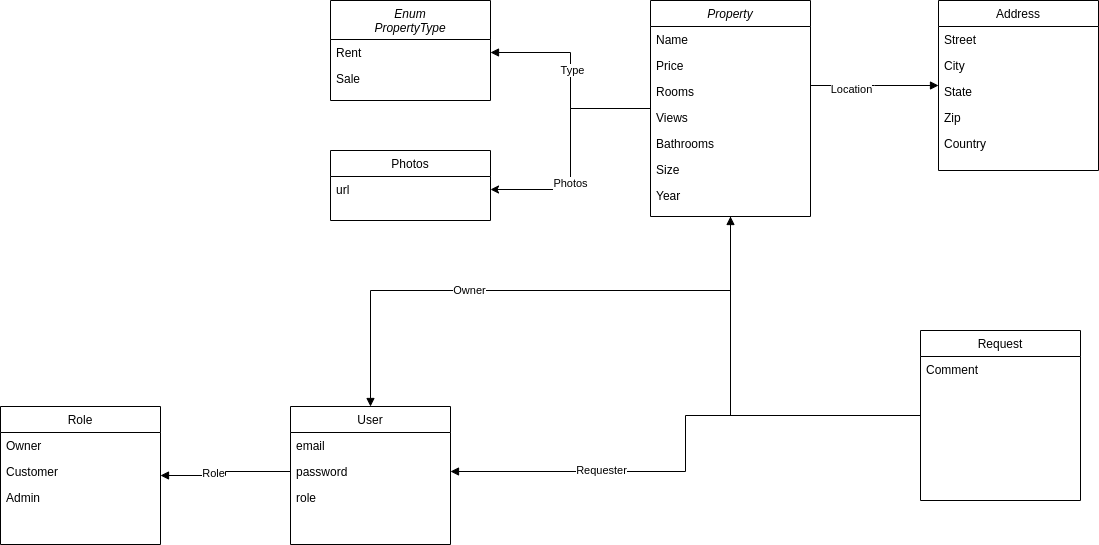 Enum
PropertyType
Rent
Sale
Type
Photos
url
Photos
Property
Name
Price
Rooms
Views
Bathrooms
Size
Year
Location
Address
Street
City
State
Zip
Country
Owner
Role
Owner
Customer
Admin
Role
User
email
password
role
Requester
Request
Comment